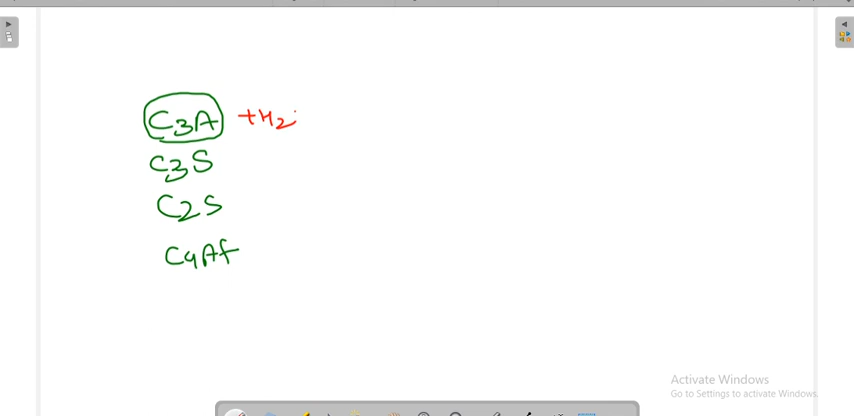 C3A +H2
C3S
C2S
C4Af
Activate Windows
Go to Settings to activate Windows.